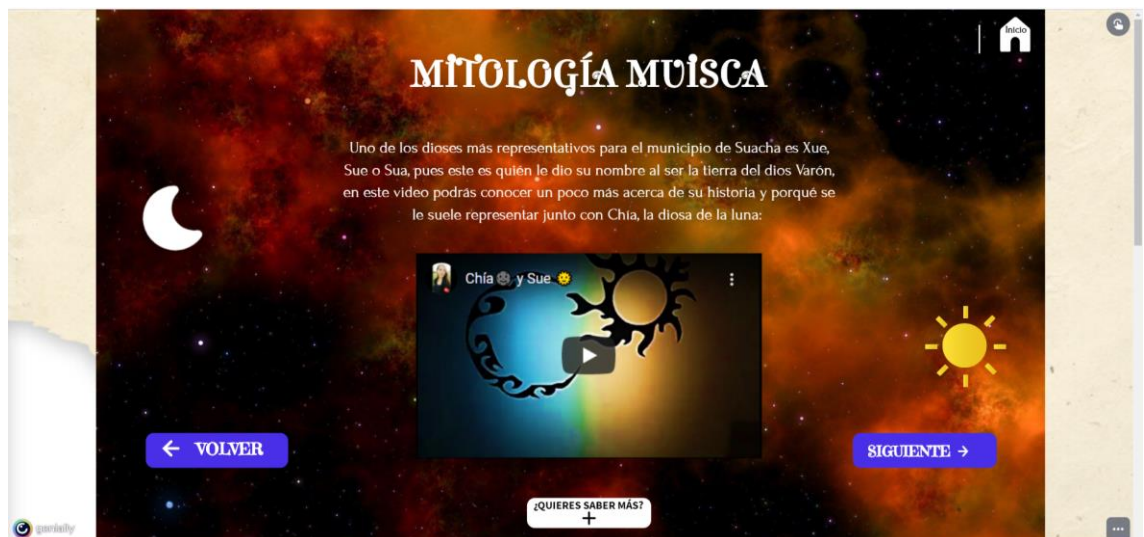 Inicio
MITOLOGÍA MUISCA
Uno de los dioses más representativos para el municipio de Suacha es Xue,
Sue o Sua, pues este es quién le dio su nombre al ser la tierra del dios Varón,
en este video podrás conocer un poco más acerca de su historia y porqué se
le suele representar junto con Chía, la diosa de la luna:
Chía 🌚 y Sue 🌞
← VOLVER
SIGUIENTE →
¿QUIERES SABER MÁS?
+
genially